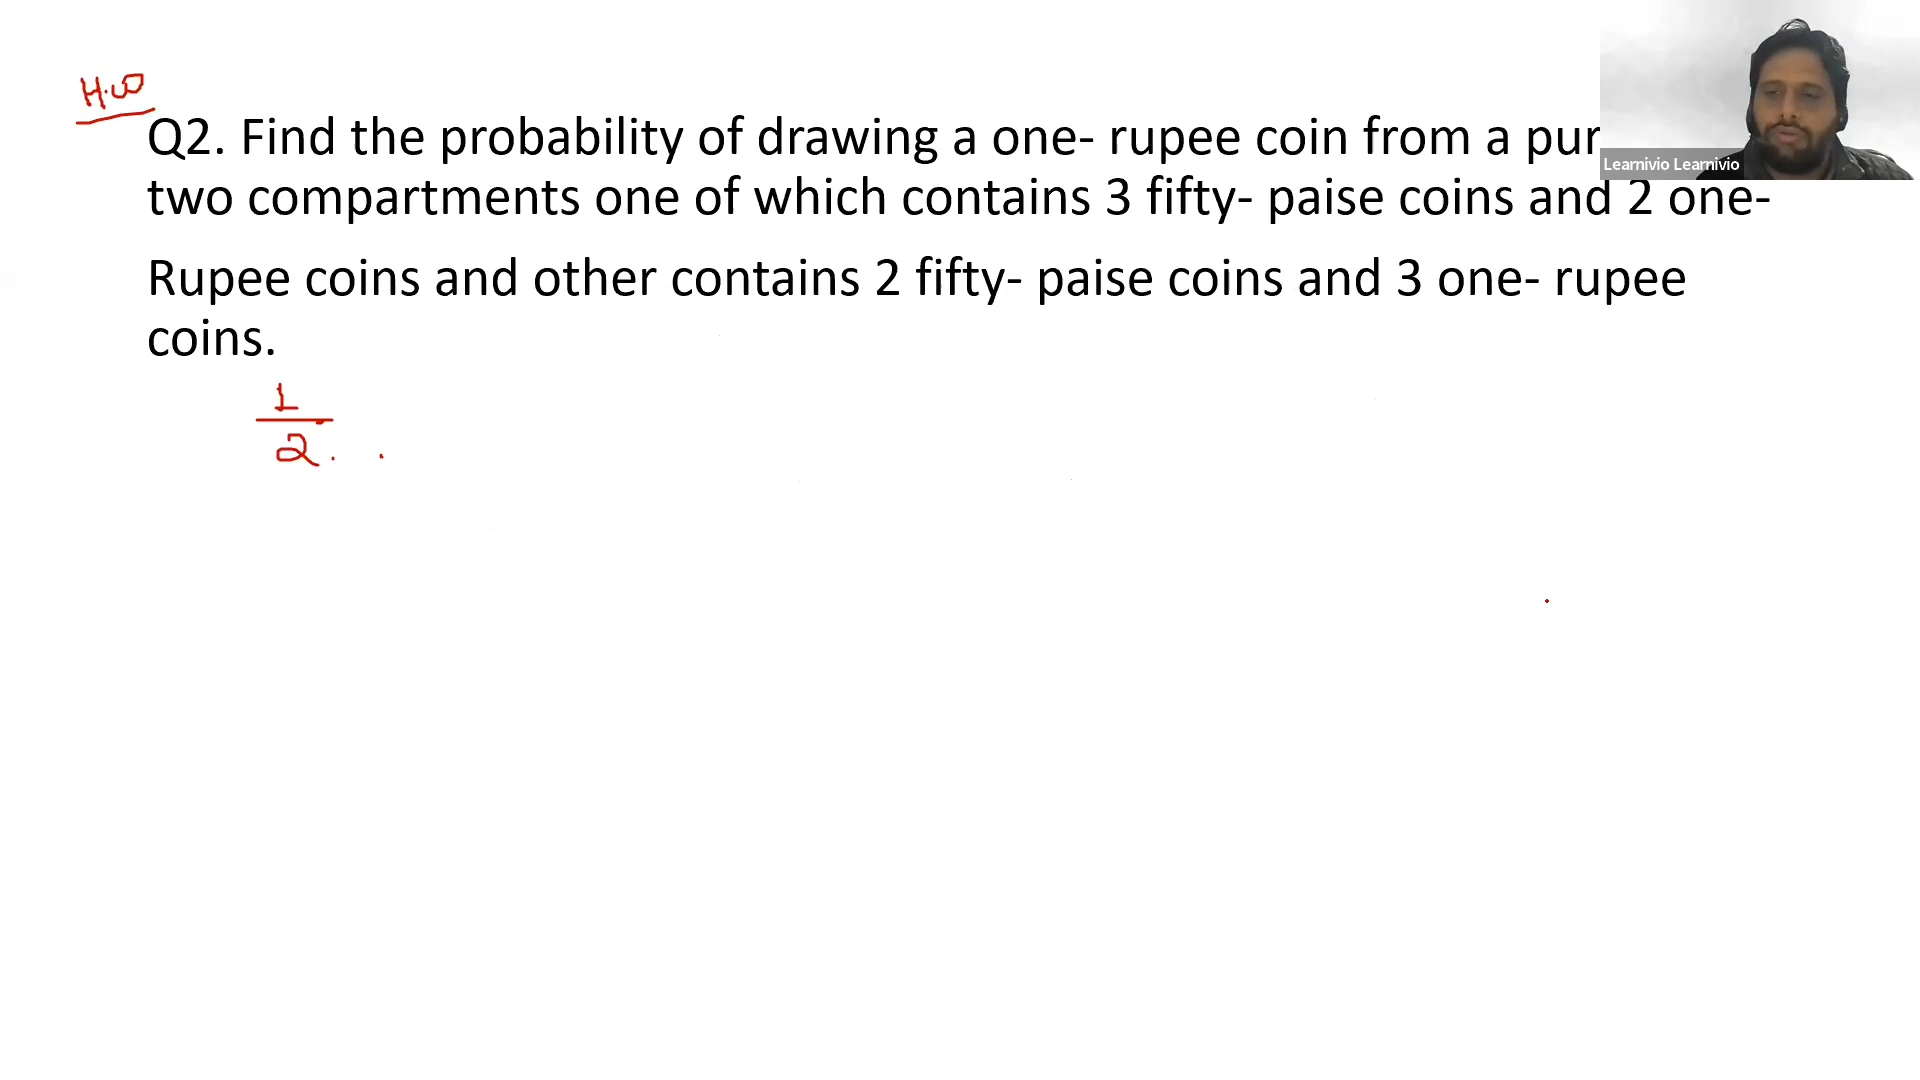 H.W
Q2. Find the probability of drawing a one- rupee coin from a
Learnivio Learnivio
two compartments one of which contains 3 fifty- paise coins and 2 one-
Rupee coins and other contains 2 fifty- paise coins and 3 one- rupee
coins.
1
2.